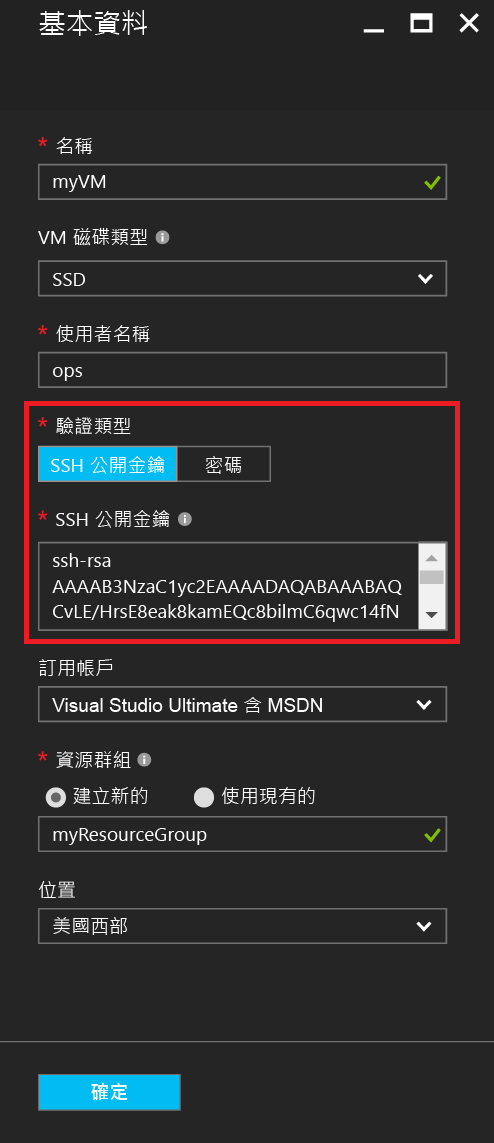 基本資料
* 名稱
myVM
VM 磁碟類型
SSD
* 使用者名稱
ops
* 驗證類型
SSH 公開金鑰 密碼
* SSH 公開金鑰
ssh-rsa
AAAAB3NzaC1yc2EAAAADAQABAAABAQ
CvLE/HrsE8eak8kamEQc8bilmC6qwc14fN
訂用帳戶
Visual Studio Ultimate 含 MSDN
* 資源群組
建立新的 使用現有的
myResourceGroup
位置
美國西部
確定